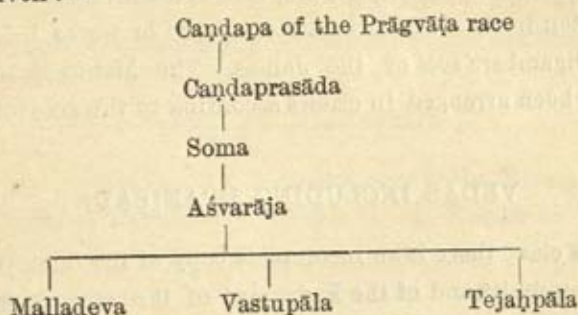 Caṇḍapa of the Prāgvāṭa race
Caṇḍaprasāda
Soma
Aśvarāja
Malladeva Vastupāla Tejaḥpāla